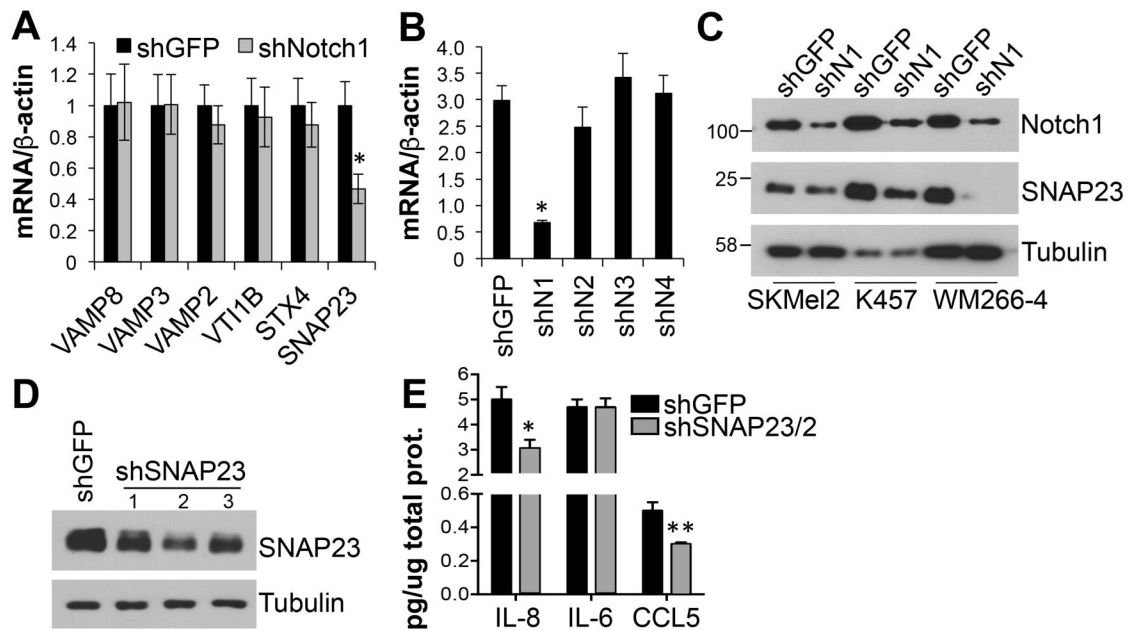 A
shGFP shNotch1
mRNA/β-actin
1.4
1.2
1
0.8
0.6
0.4
0.2
0
*
VAMP8
VAMP3
VAMP2
VTI1B
STX4
SNAP23
B
mRNA/β-actin
4.0
3.5
3.0
2.5
2.0
1.5
1.0
0.5
0
*
shGFP
shN1
shN2
shN3
shN4
C
shGFP
shN1
shGFP
shN1
shGFP
shN1
100
Notch1
25
SNAP23
58
Tubulin
SKMel2 K457 WM266-4
D
shGFP
shSNAP23
1 2 3
SNAP23
Tubulin
E
pg/ug total prot.
6
5
4
3
2
0.6
0.4
0.2
0.0
shGFP
shSNAP23/2
*
**
IL-8 IL-6 CCL5